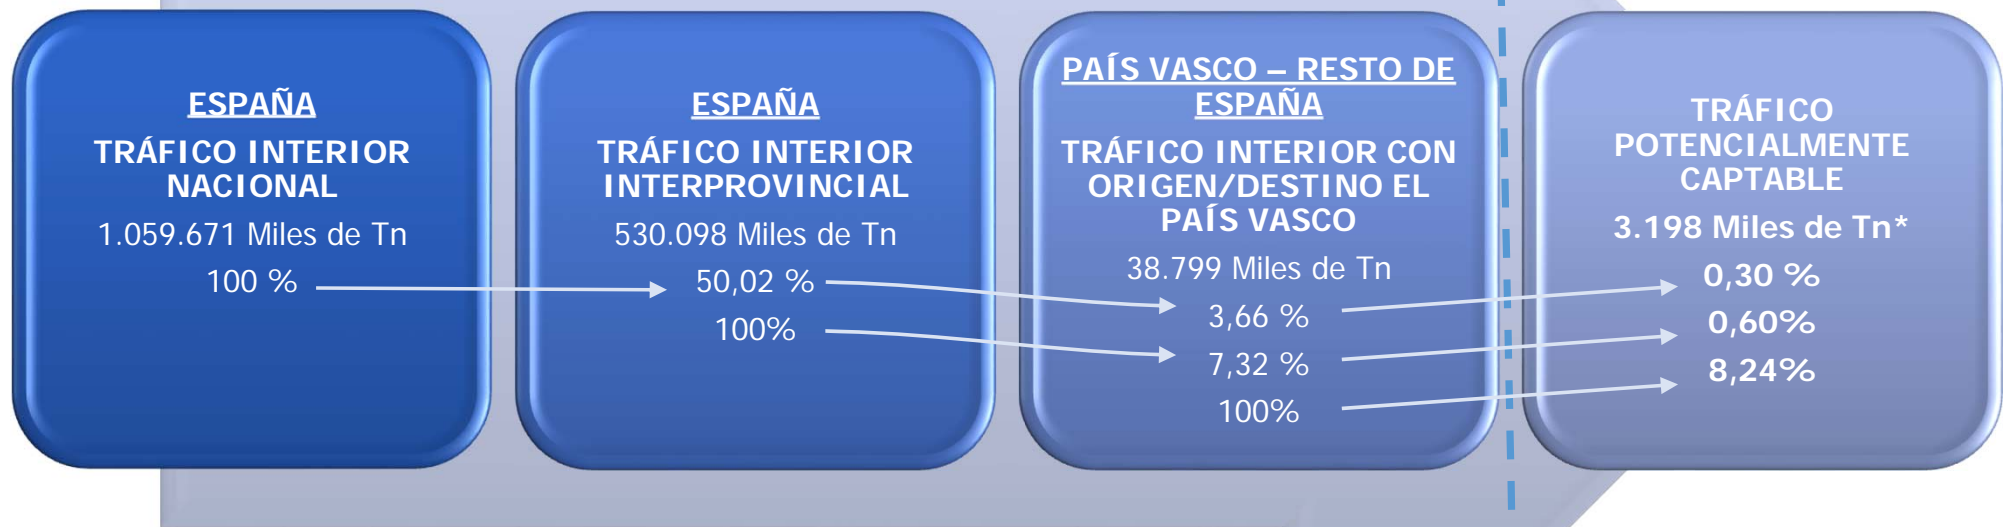 ESPAÑA
TRÁFICO INTERIOR
NACIONAL
1.059.671 Miles de Tn
100 %
ESPAÑA
TRÁFICO INTERIOR
INTERPROVINCIAL
530.098 Miles de Tn
50,02 %
100%
PAÍS VASCO – RESTO DE
ESPAÑA
TRÁFICO INTERIOR CON
ORIGEN/DESTINO EL
PAÍS VASCO
38.799 Miles de Tn
3,66 %
7,32 %
100%
TRÁFICO
POTENCIALMENTE
CAPTABLE
3.198 Miles de Tn*
0,30 %
0,60%
8,24%